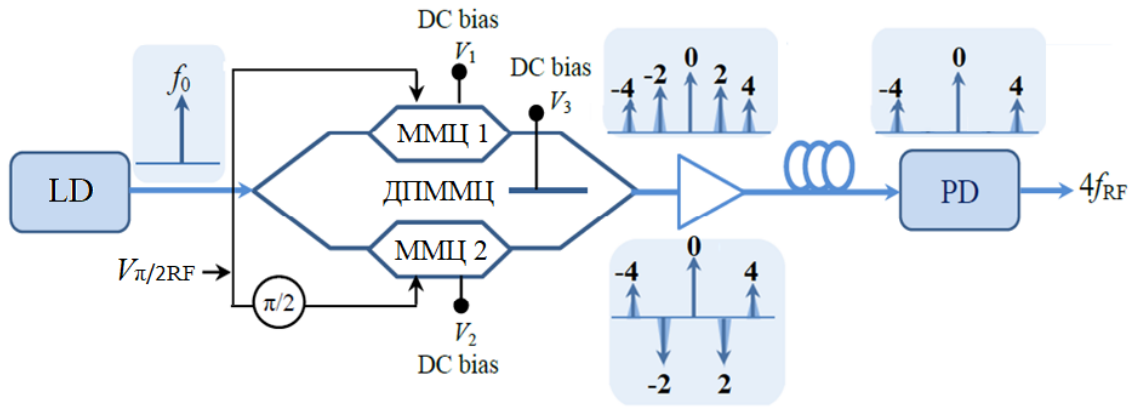 DC bias
V1
DC bias
V3
f0
-4 -2 0 2 4
-4 0 4
ММЦ 1
LD
ДПММЦ
PD
4fRF
ММЦ 2
Vπ/2RF
π/2
V2
DC bias
-4 0 4
-2 2